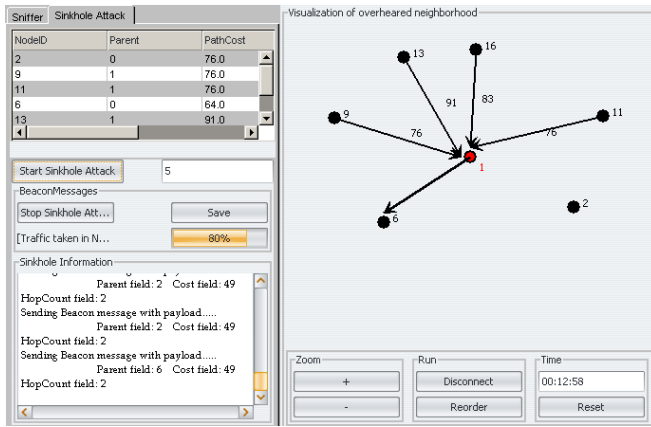 Sniffer Sinkhole Attack
NodeID Parent PathCost
2 0 76.0
9 1 76.0
11 1 76.0
6 0 64.0
13 1 91.0
Start Sinkhole Attack 5
BeaconMessages
Stop Sinkhole Att... Save
[Traffic taken in N... 80%
Sinkhole Information
Parent field: 2 Cost field: 49
HopCount field: 2
Sending Beacon message with payload.....
Parent field: 2 Cost field: 49
HopCount field: 2
Sending Beacon message with payload.....
Parent field: 6 Cost field: 49
HopCount field: 2
Visualization of overheared neighborhood
16
13
91
83
9
11
76
76
1
2
6
Zoom
+
-
Run
Disconnect
Reorder
Time
00:12:58
Reset